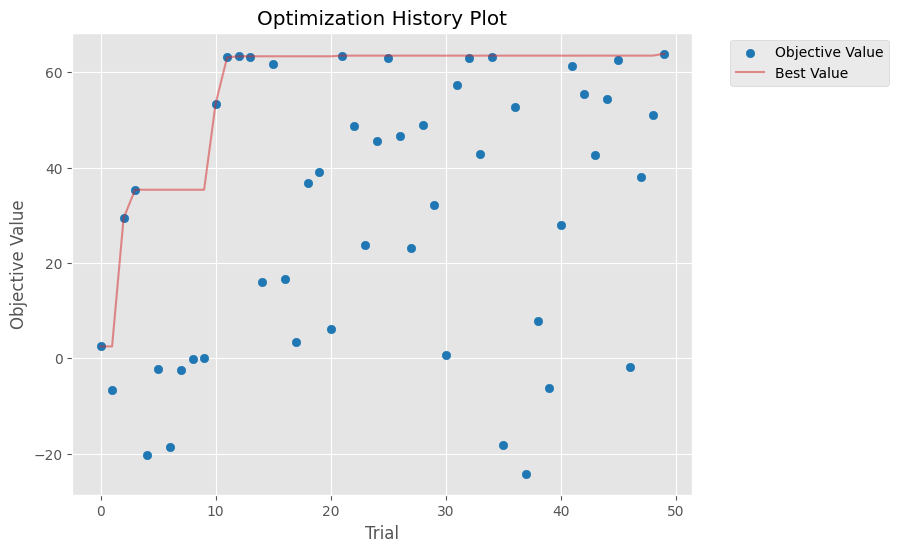 Optimization History Plot
Objective Value
Best Value
Objective Value
60
40
20
0
−20
0 10 20 30 40 50
Trial